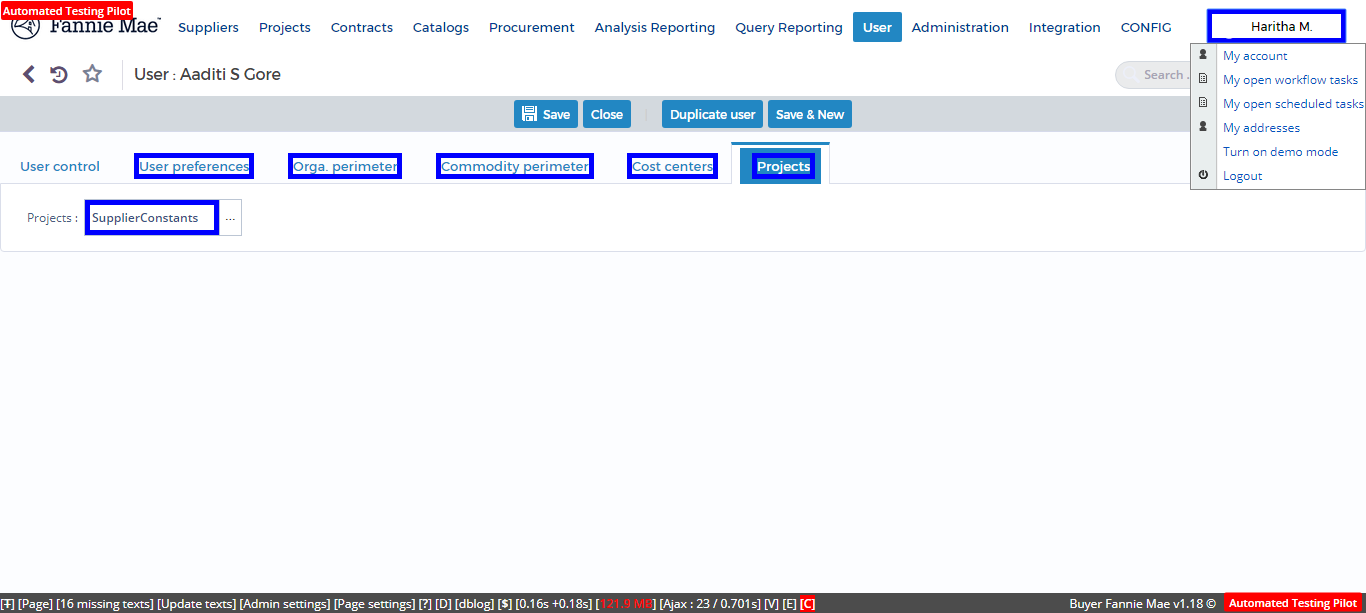 Automated Testing Pilot
Fannie Mae™ Suppliers Projects Contracts Catalogs Procurement Analysis Reporting Query Reporting User Administration Integration CONFIG Haritha M.
User : Aaditi S Gore Search .
My account
My open workflow tasks
My open scheduled tasks
My addresses
Turn on demo mode
Logout
Save Close Duplicate user Save & New
User control User preferences Orga. perimeter Commodity perimeter Cost centers Projects
Projects : SupplierConstants ...
[T] [Page] [16 missing texts] [Update texts] [Admin settings] [Page settings] [?] [D] [dblog] [$] [0.16s +0.18s] [121.9 M0] [Ajax : 23 / 0.701s] [V] [E] [C] Buyer Fannie Mae v1.18 © Automated Testing Pilot